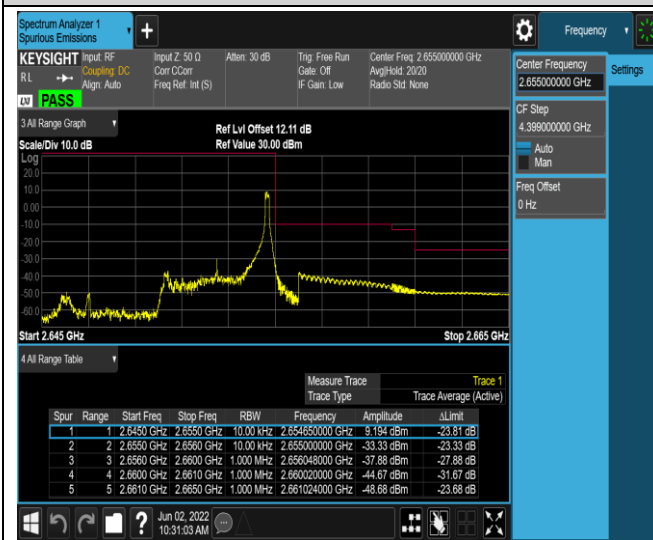 Spectrum Analyzer 1
Spurious Emissions
+
Frequency
KEYSIGHT Input: RF Input Z: 50 Ω Atten: 30 dB Trig: Free Run Center Freq: 2.655000000 GHz
RL Coupling: DC Corr CCorr Gate: Off Avg|Hold: 20/20
Align: Auto Freq Ref: Int (S) IF Gain: Low Radio Std: None
LNI PASS
Center Frequency
2.655000000 GHz
Settings
CF Step
4.399000000 GHz
Auto
Man
Freq Offset
0 Hz
3 All Range Graph
Ref Lvl Offset 12.11 dB
Scale/Div 10.0 dB Ref Value 30.00 dBm
Log
20.0
10.0
0.00
-10.0
-20.0
-30.0
-40.0
-50.0
-60.0
Start 2.645 GHz Stop 2.665 GHz
4 All Range Table
Measure Trace Trace 1
Trace Type Trace Average (Active)
Spur Range Start Freq Stop Freq RBW Frequency Amplitude ΔLimit
1 1 2.6450 GHz 2.6550 GHz 10.00 kHz 2.654650000 GHz 9.194 dBm -23.81 dB
2 2 2.6550 GHz 2.6560 GHz 10.00 kHz 2.655000000 GHz -33.33 dBm -23.33 dB
3 3 2.6560 GHz 2.6600 GHz 1.000 MHz 2.656048000 GHz -37.88 dBm -27.88 dB
4 4 2.6600 GHz 2.6610 GHz 1.000 MHz 2.660020000 GHz -44.67 dBm -31.67 dB
5 5 2.6610 GHz 2.6650 GHz 1.000 MHz 2.661024000 GHz -48.68 dBm -23.68 dB
?
Jun 02, 2022
10:31:03 AM